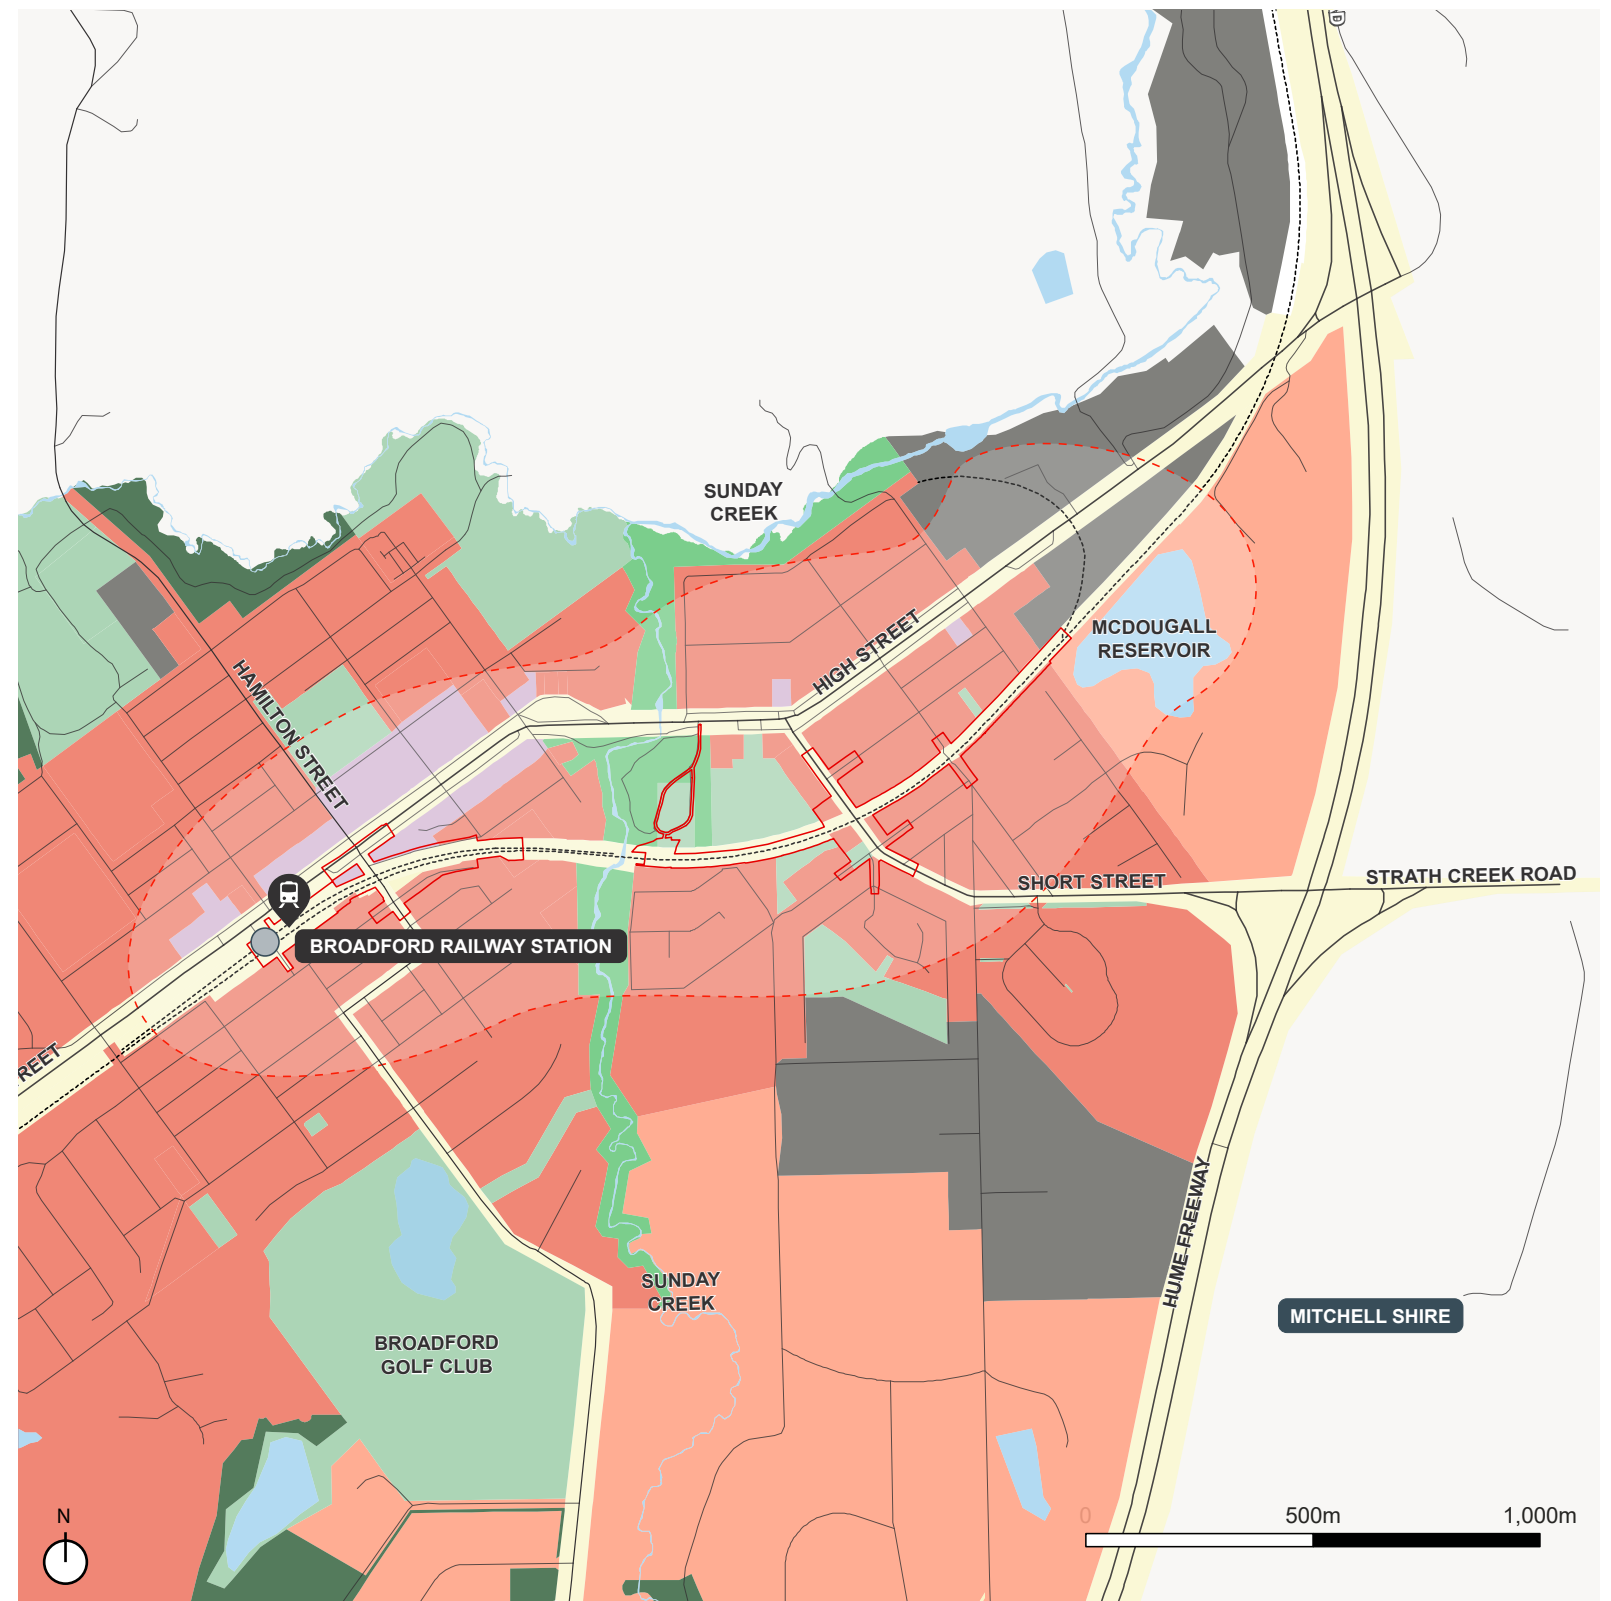 SUNDAY
CREEK
HIGH STREET
MCDOUGALL
RESERVOIR
HAMILTON STREET
SHORT STREET
STRATH CREEK ROAD
BROADFORD RAILWAY STATION
REET
HUME FREEWAY
SUNDAY
CREEK
MITCHELL SHIRE
BROADFORD
GOLF CLUB
N
0 500m 1,000m